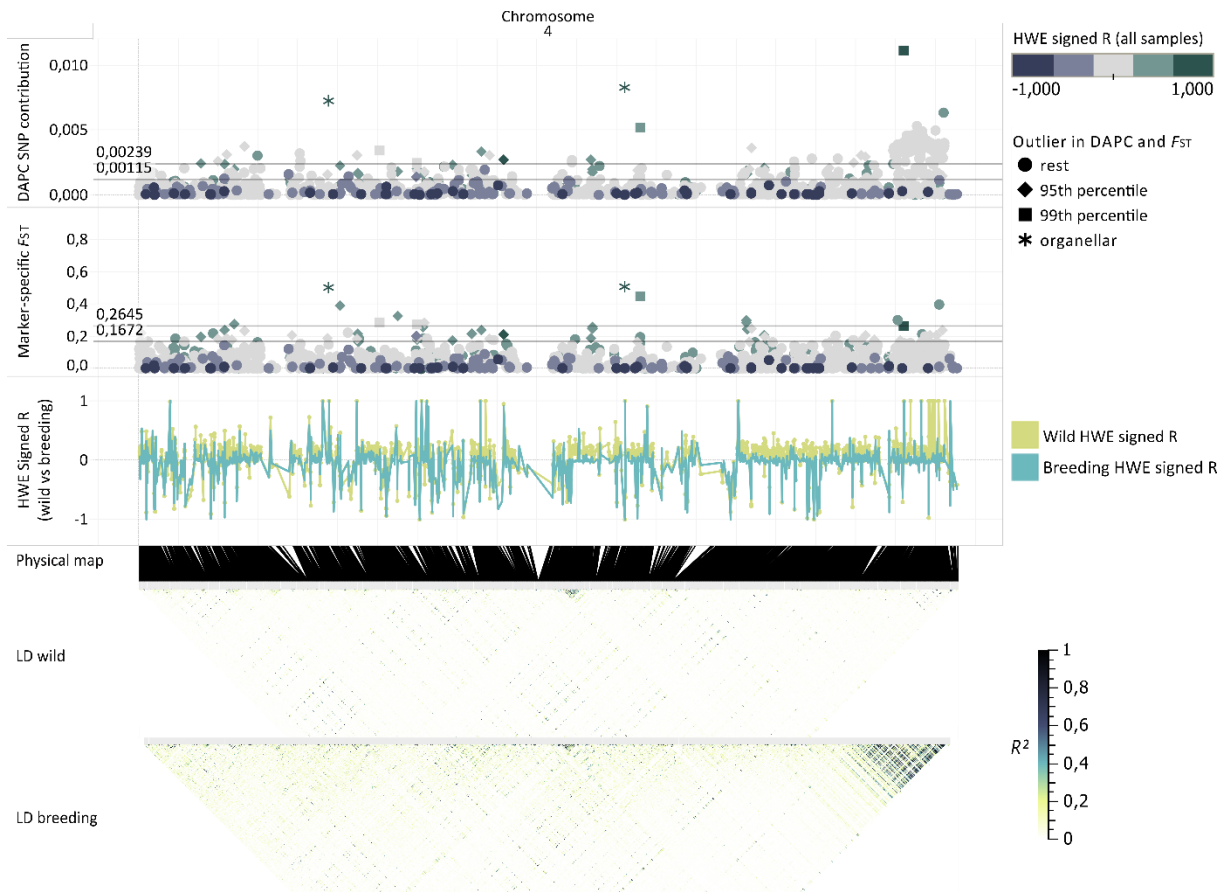 Chromosome
4
DAPC SNP contribution
0,010
0,005
0,000
0,00239
0,00115
Marker-specific FST
0,8
0,6
0,4
0,2
0,0
0,2645
0,1672
HWE Signed R
(wild vs breeding)
1
0
-1
Physical map
LD wild
LD breeding
HWE signed R (all samples)
-1,000
1,000
Outlier in DAPC and FST
rest
95th percentile
99th percentile
organellar
Wild HWE signed R
Breeding HWE signed R
R²
1
0,8
0,6
0,4
0,2
0